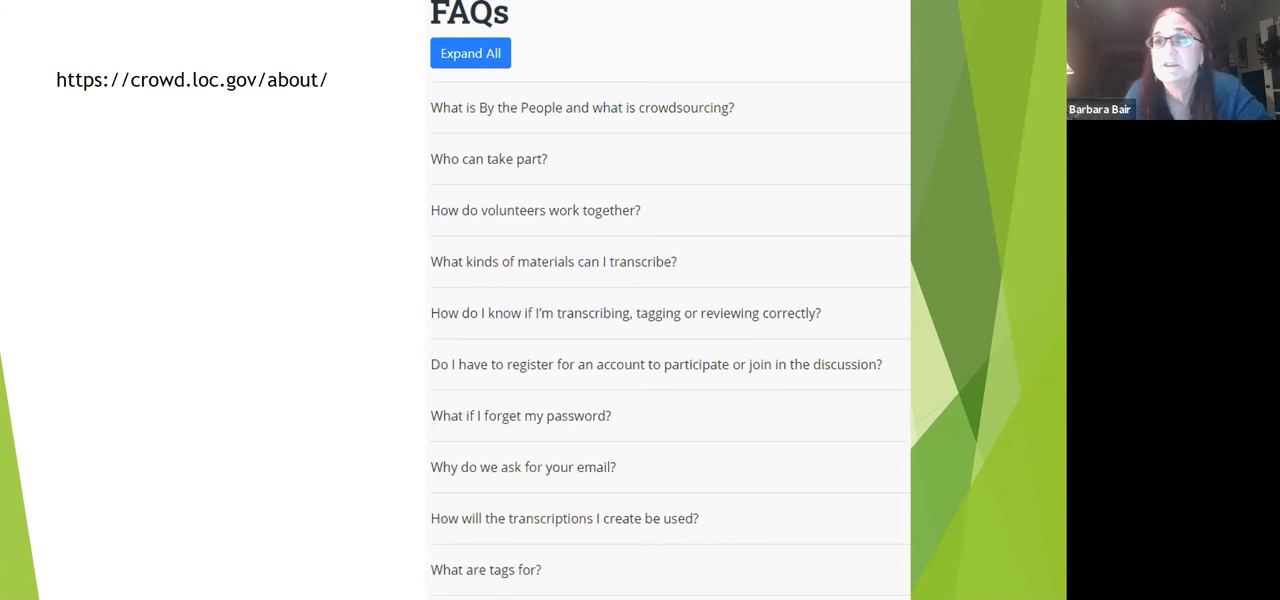 FAQs
Expand All
https://crowd.loc.gov/about/
What is By the People and what is crowdsourcing?
Who can take part?
How do volunteers work together?
What kinds of materials can I transcribe?
How do I know if I'm transcribing, tagging or reviewing correctly?
Do I have to register for an account to participate or join in the discussion?
What if I forget my password?
Why do we ask for your email?
How will the transcriptions I create be used?
What are tags for?
Barbara Bair